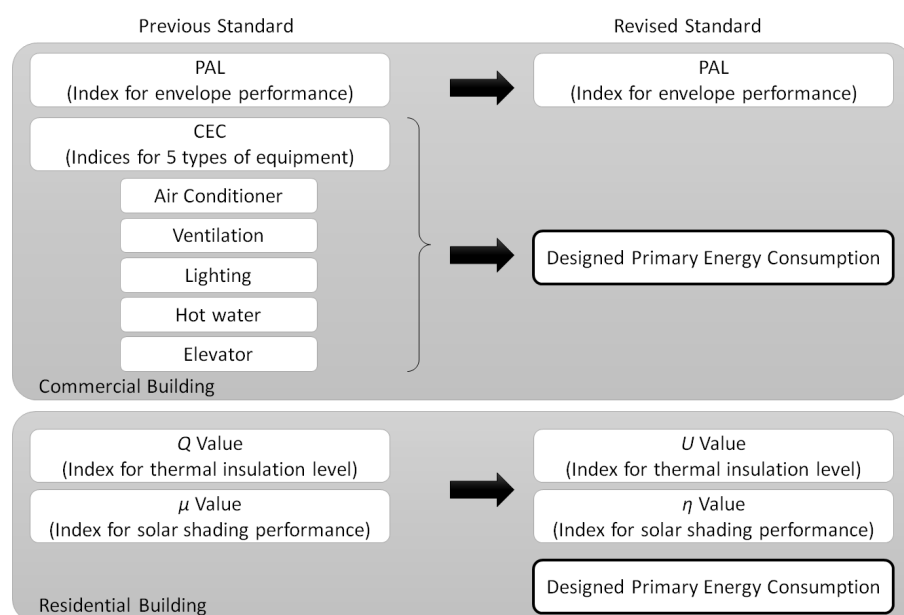 Previous Standard
Revised Standard
PAL
(Index for envelope performance)
PAL
(Index for envelope performance)
CEC
(Indices for 5 types of equipment)
Air Conditioner
Ventilation
Lighting
Hot water
Elevator
Designed Primary Energy Consumption
Commercial Building
Q Value
(Index for thermal insulation level)
μ Value
(Index for solar shading performance)
U Value
(Index for thermal insulation level)
η Value
(Index for solar shading performance)
Designed Primary Energy Consumption
Residential Building